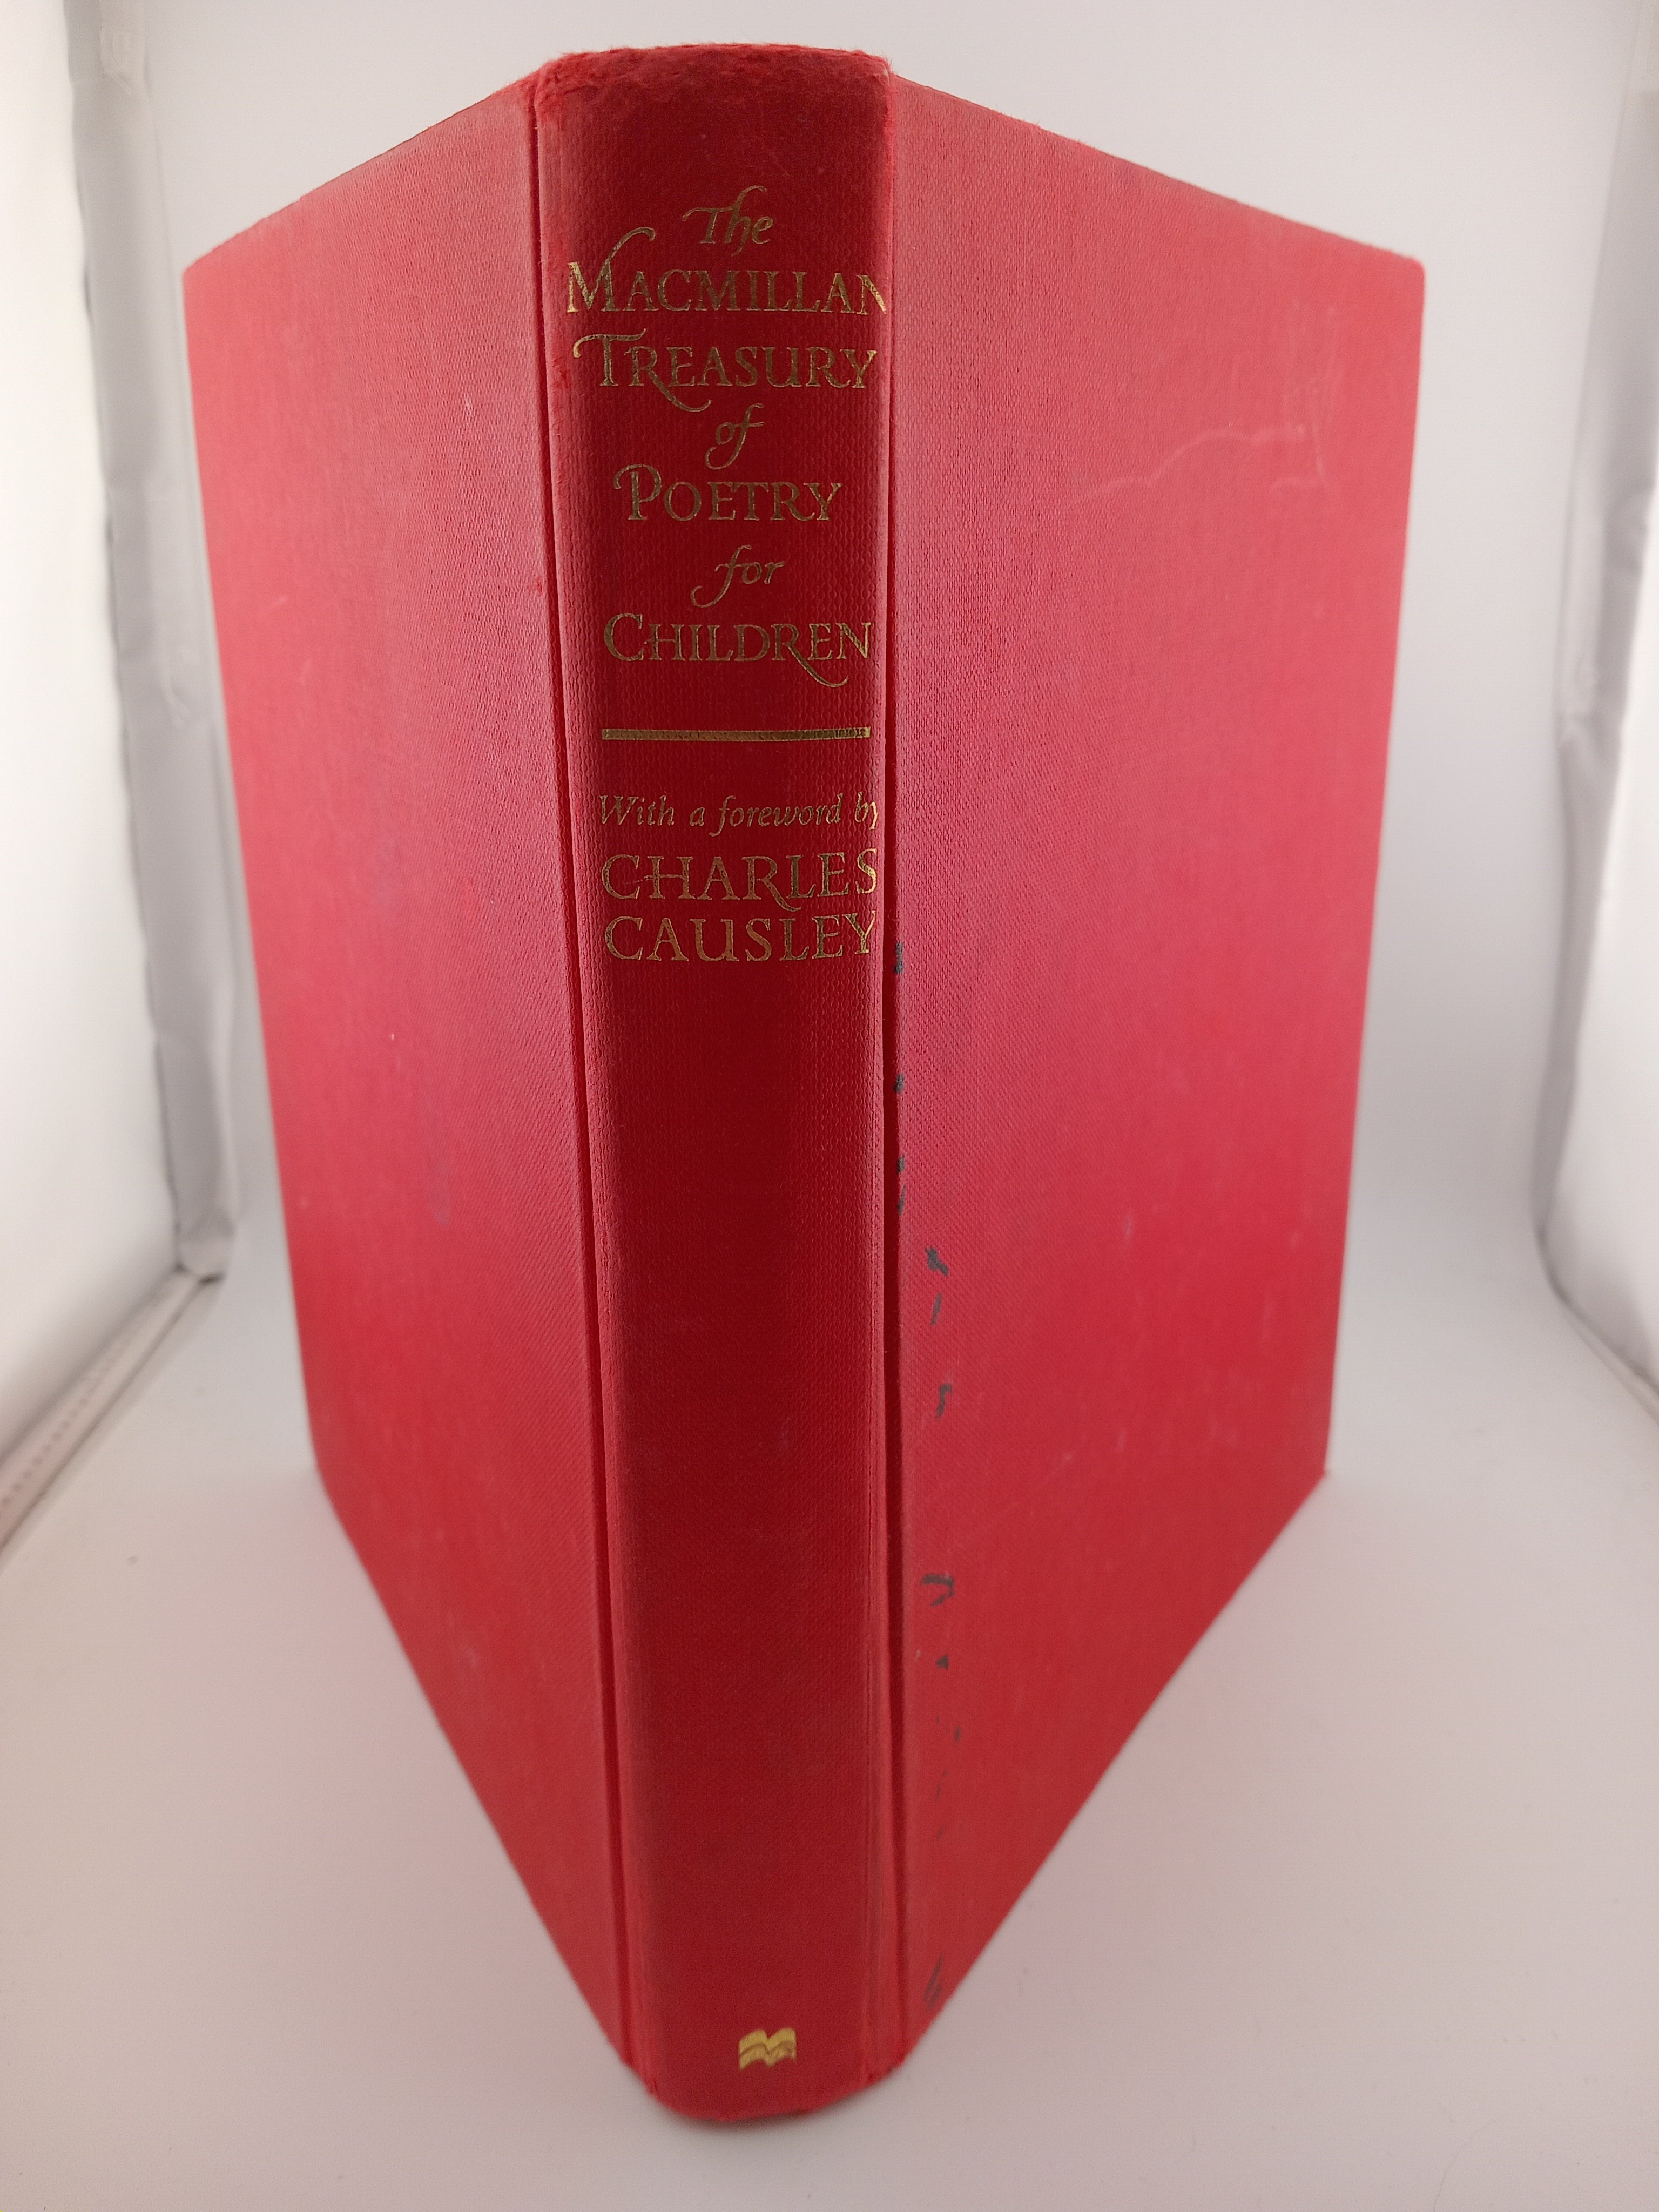 The
MACMILLAN
TREASURY
of
POETRY
for
CHILDREN
With a foreword by
CHARLES
CAUSLEY